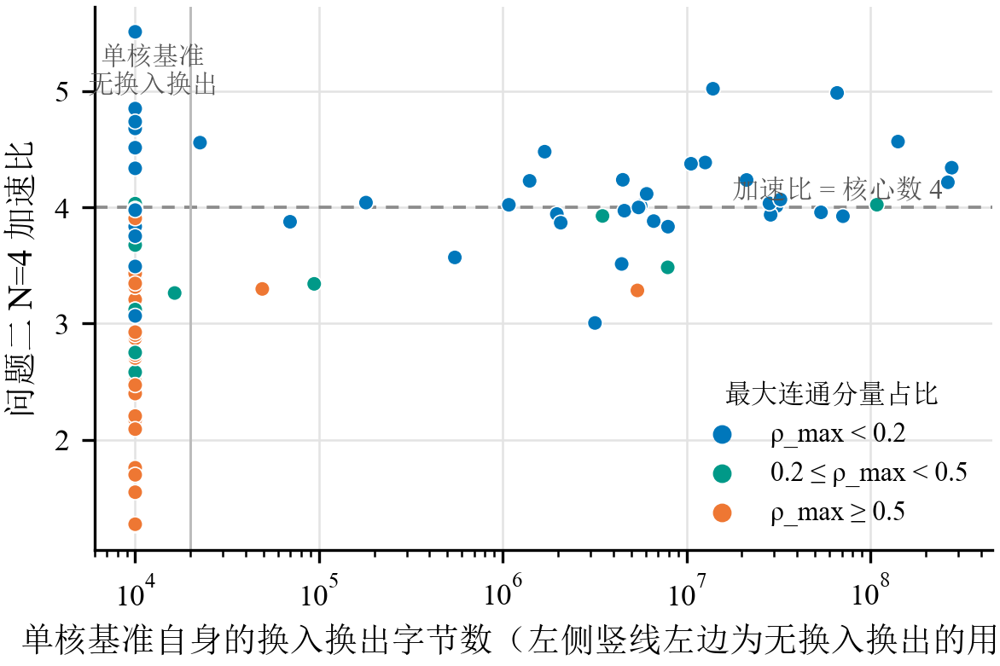 单核基准
无换入换出
5
4
3
2
问题二 N=4 加速比
加速比 = 核心数 4
最大连通分量占比
ρ_max < 0.2
0.2 ≤ ρ_max < 0.5
ρ_max ≥ 0.5
10^4 10^5 10^6 10^7 10^8
单核基准自身的换入换出字节数（左侧竖线左边为无换入换出的用